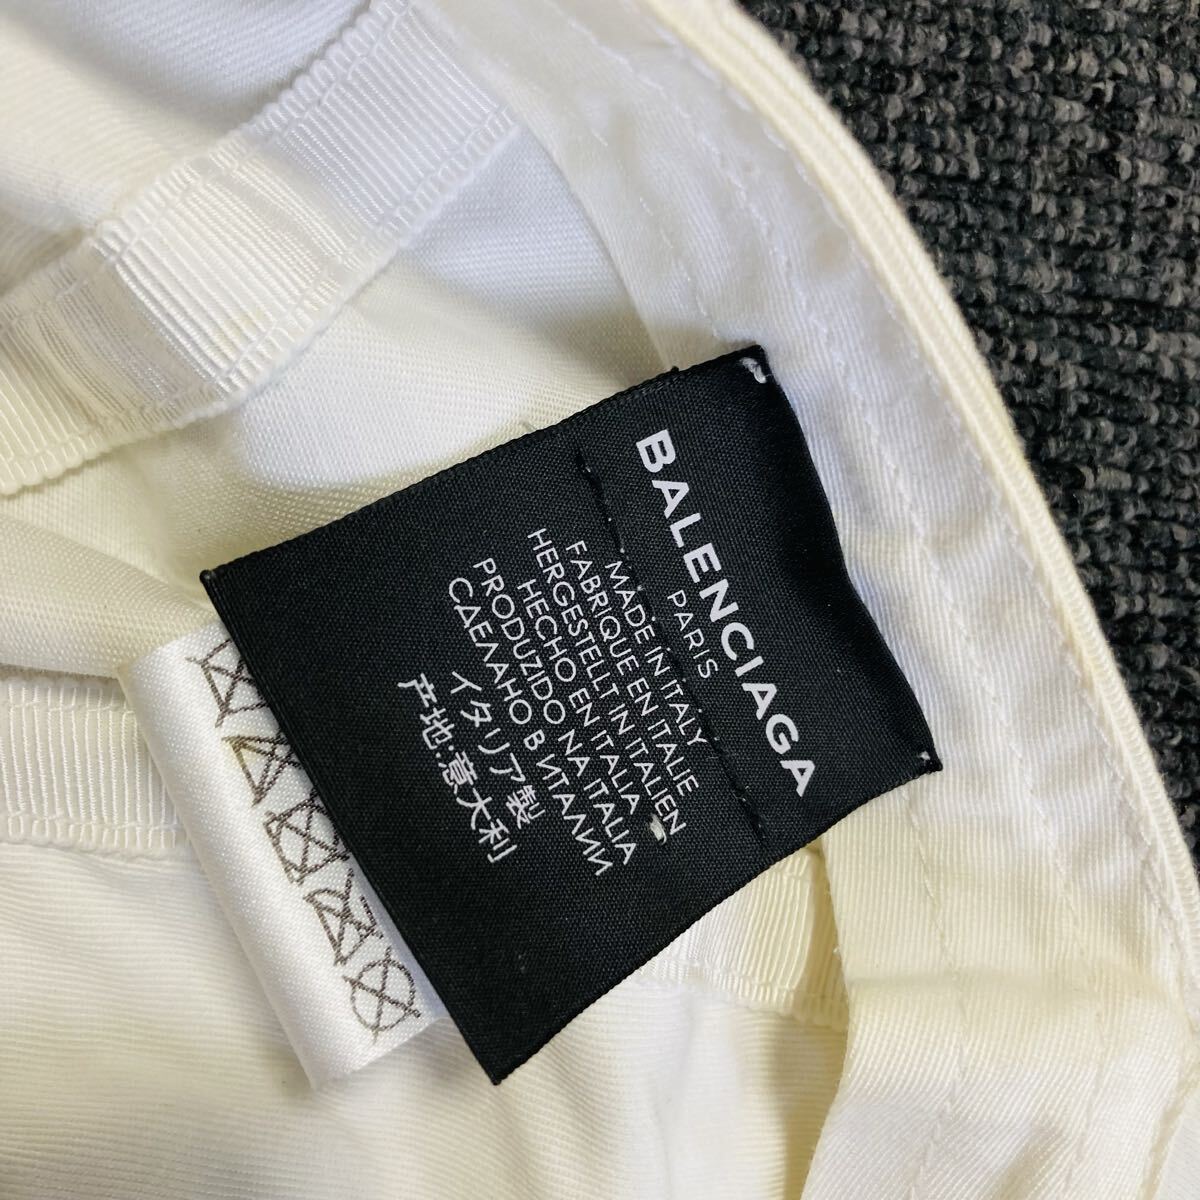 BALENCIAGA
PARIS
MADE IN ITALY
FABRIQUE EN ITALIE
HERGESTELLT IN ITALIEN
HECHO EN ITALIA
PRODUZIDO NA ITALIA
СДЕЛАНО В ИТАЛИИ
イタリア製
产地:意大利